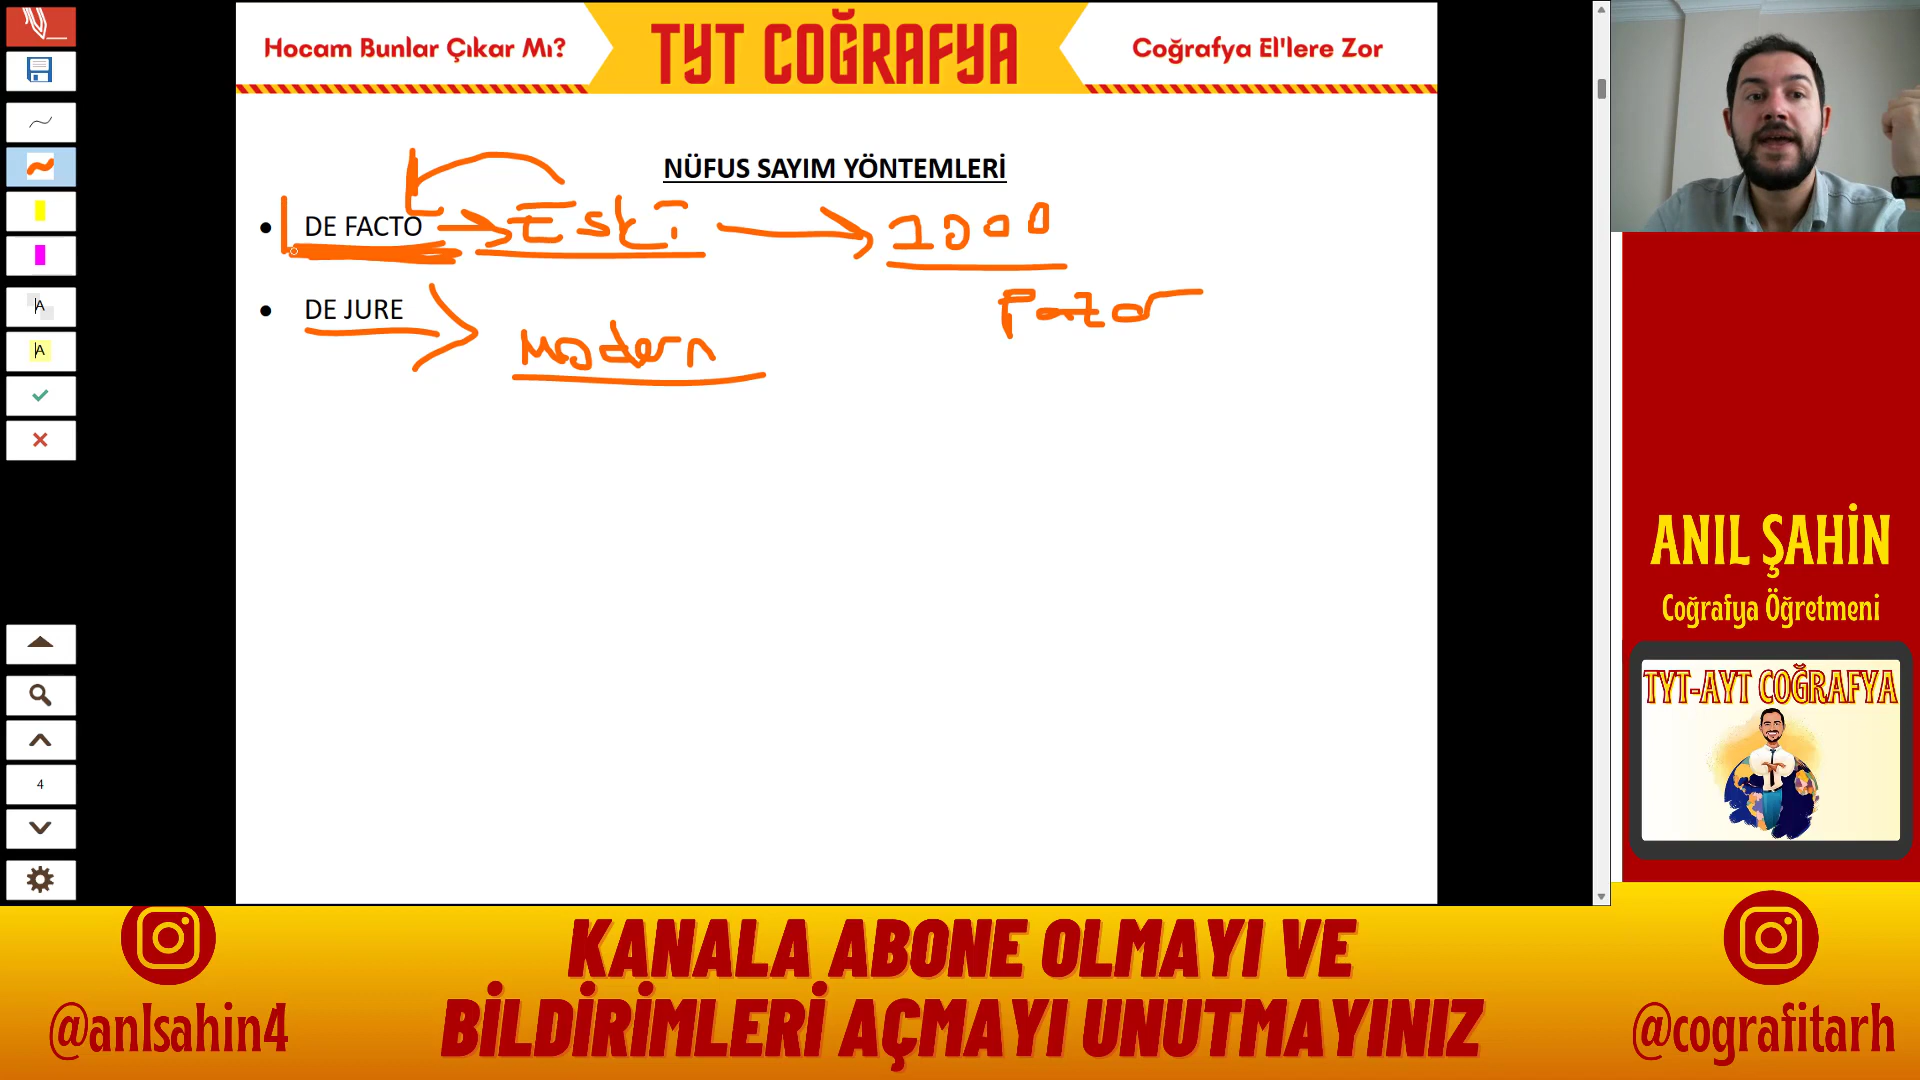 Hocam Bunlar Çıkar Mı?
TYT COĞRAFYA
Coğrafya El'lere Zor
NÜFUS SAYIM YÖNTEMLERİ
DE FACTO
Eski
1000
Pazar
DE JURE
Modern
4
ANIL ŞAHİN
Coğrafya Öğretmeni
TYT-AYT COĞRAFYA
KANALA ABONE OLMAYI VE
BİLDİRİMLERİ AÇMAYI UNUTMAYINIZ
@anlsahin4
@cografitarh